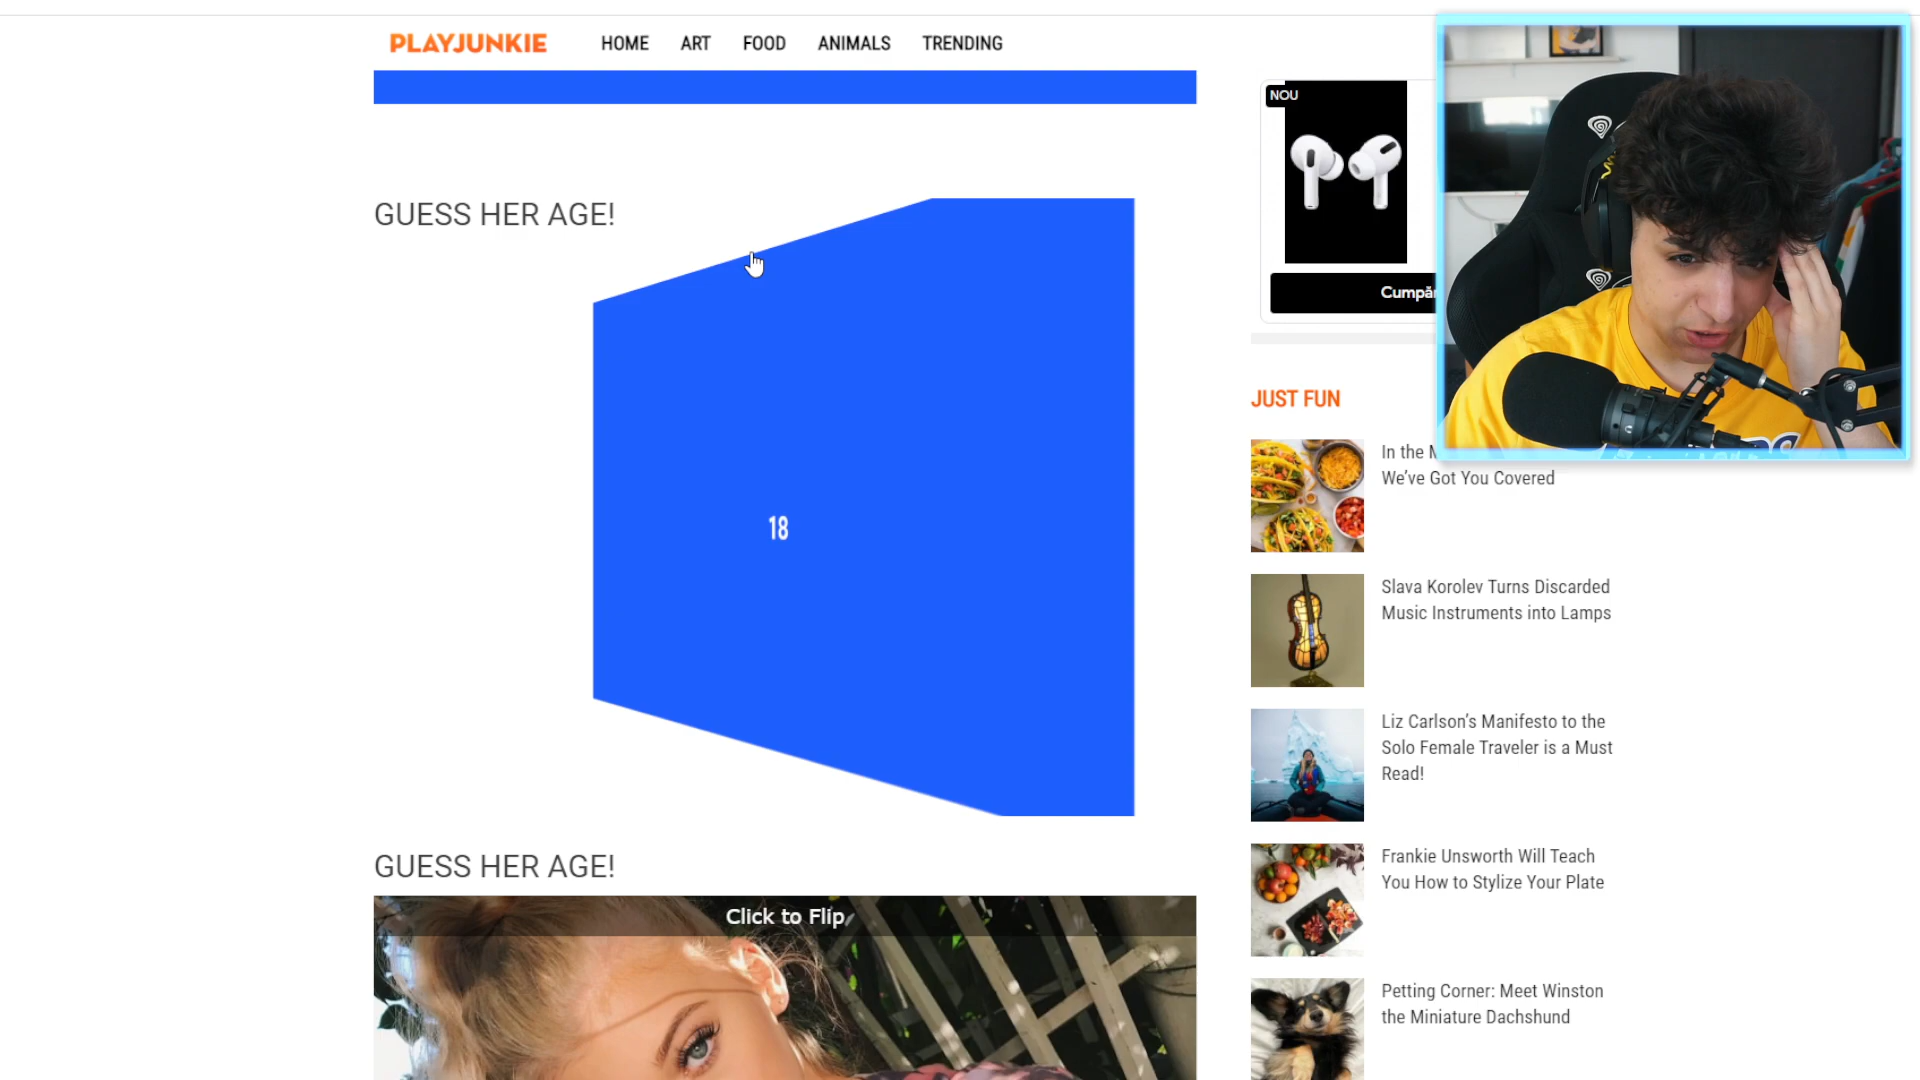 PLAYJUNKIE
HOME
ART
FOOD
ANIMALS
TRENDING
NOU
GUESS HER AGE!
18
JUST FUN
In the
We've Got You Covered
Slava Korolev Turns Discarded
Music Instruments into Lamps
Liz Carlson's Manifesto to the
Solo Female Traveler is a Must
Read!
Frankie Unsworth Will Teach
You How to Stylize Your Plate
Petting Corner: Meet Winston
the Miniature Dachshund
GUESS HER AGE!
Click to Flip